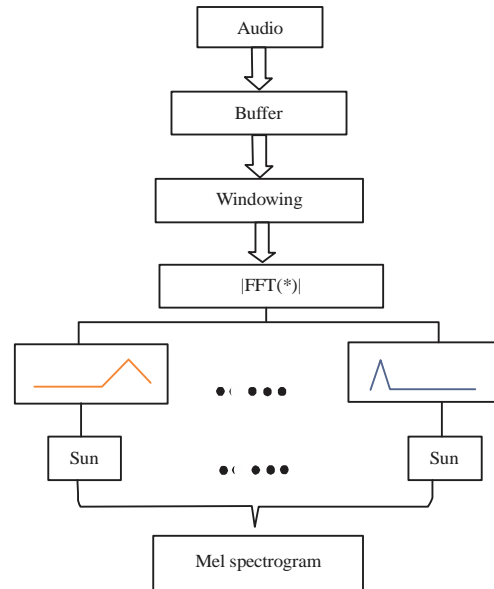 Audio
Buffer
Windowing
|FFT(*)|
Sun
Sun
Mel spectrogram